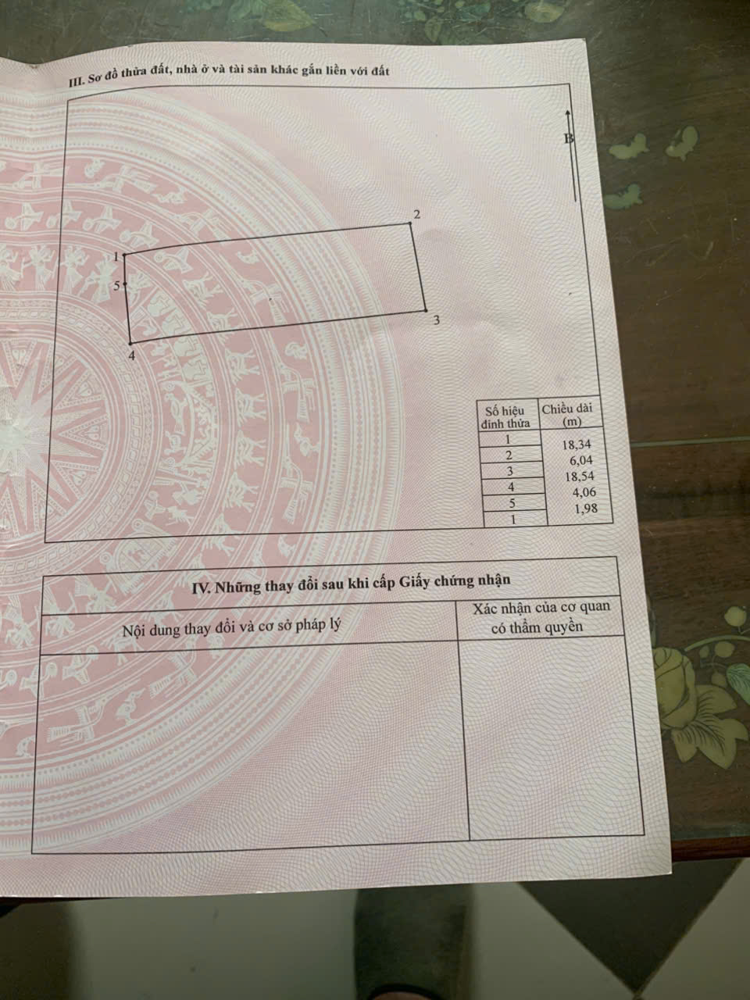 III. Sơ đồ thửa đất, nhà ở và tài sản khác gắn liền với đất
B
2
1
5
3
4
Số hiệu đỉnh thửa
Chiều dài (m)
1
18,34
2
6,04
3
18,54
4
4,06
5
1,98
1
IV. Những thay đổi sau khi cấp Giấy chứng nhận
Nội dung thay đổi và cơ sở pháp lý
Xác nhận của cơ quan
có thẩm quyền